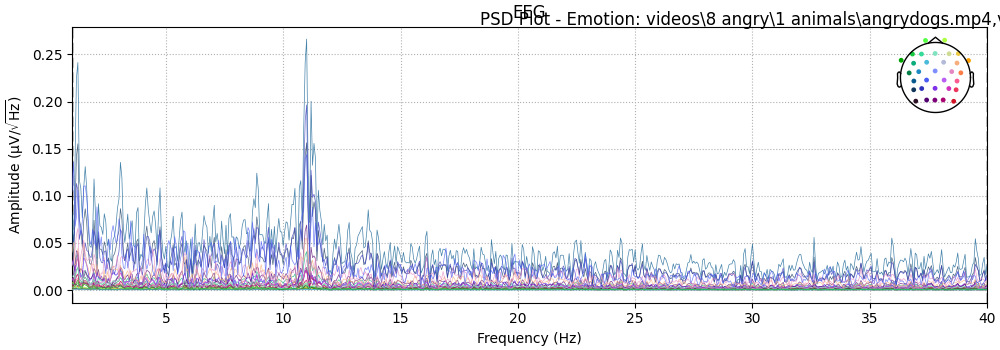 EEG
PSD Plot - Emotion: videos\8 angry\1 animals\angrydogs.mp4,v
Amplitude (μV/√Hz)
0.25
0.20
0.15
0.10
0.05
0.00
5 10 15 20 25 30 35 40
Frequency (Hz)